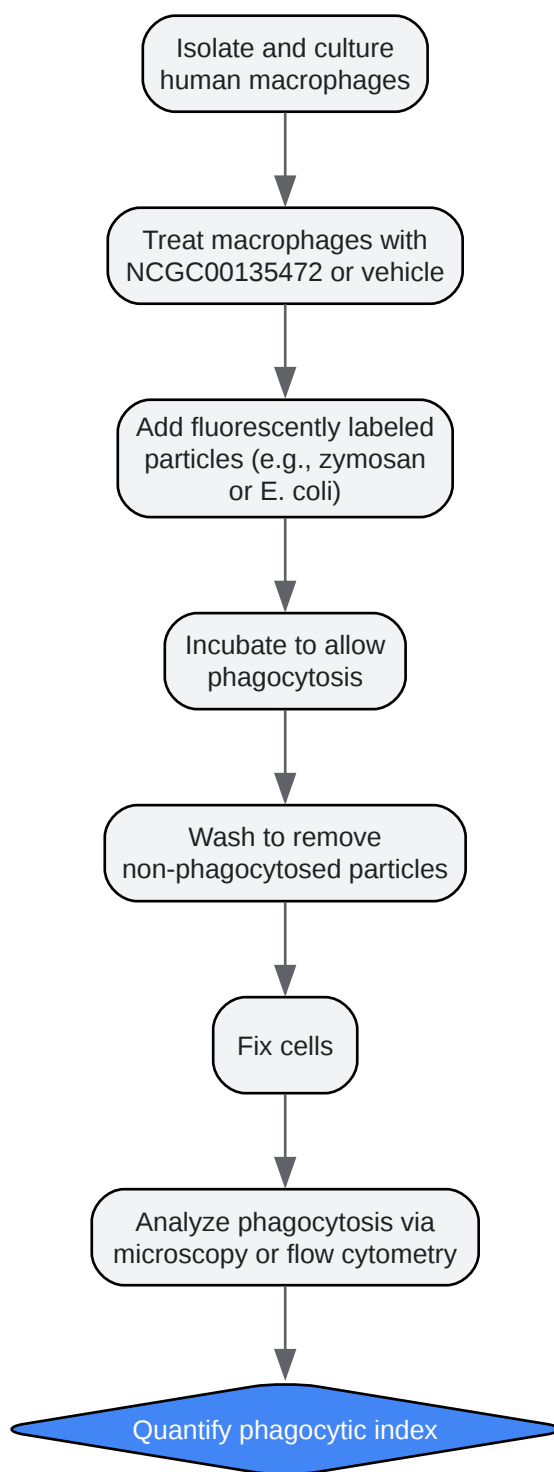 Isolate and culture
human macrophages
Treat macrophages with
NCGC00135472 or vehicle
Add fluorescently labeled
particles (e.g., zymosan
or E. coli)
Incubate to allow
phagocytosis
Wash to remove
non-phagocytosed particles
Fix cells
Analyze phagocytosis via
microscopy or flow cytometry
Quantify phagocytic index